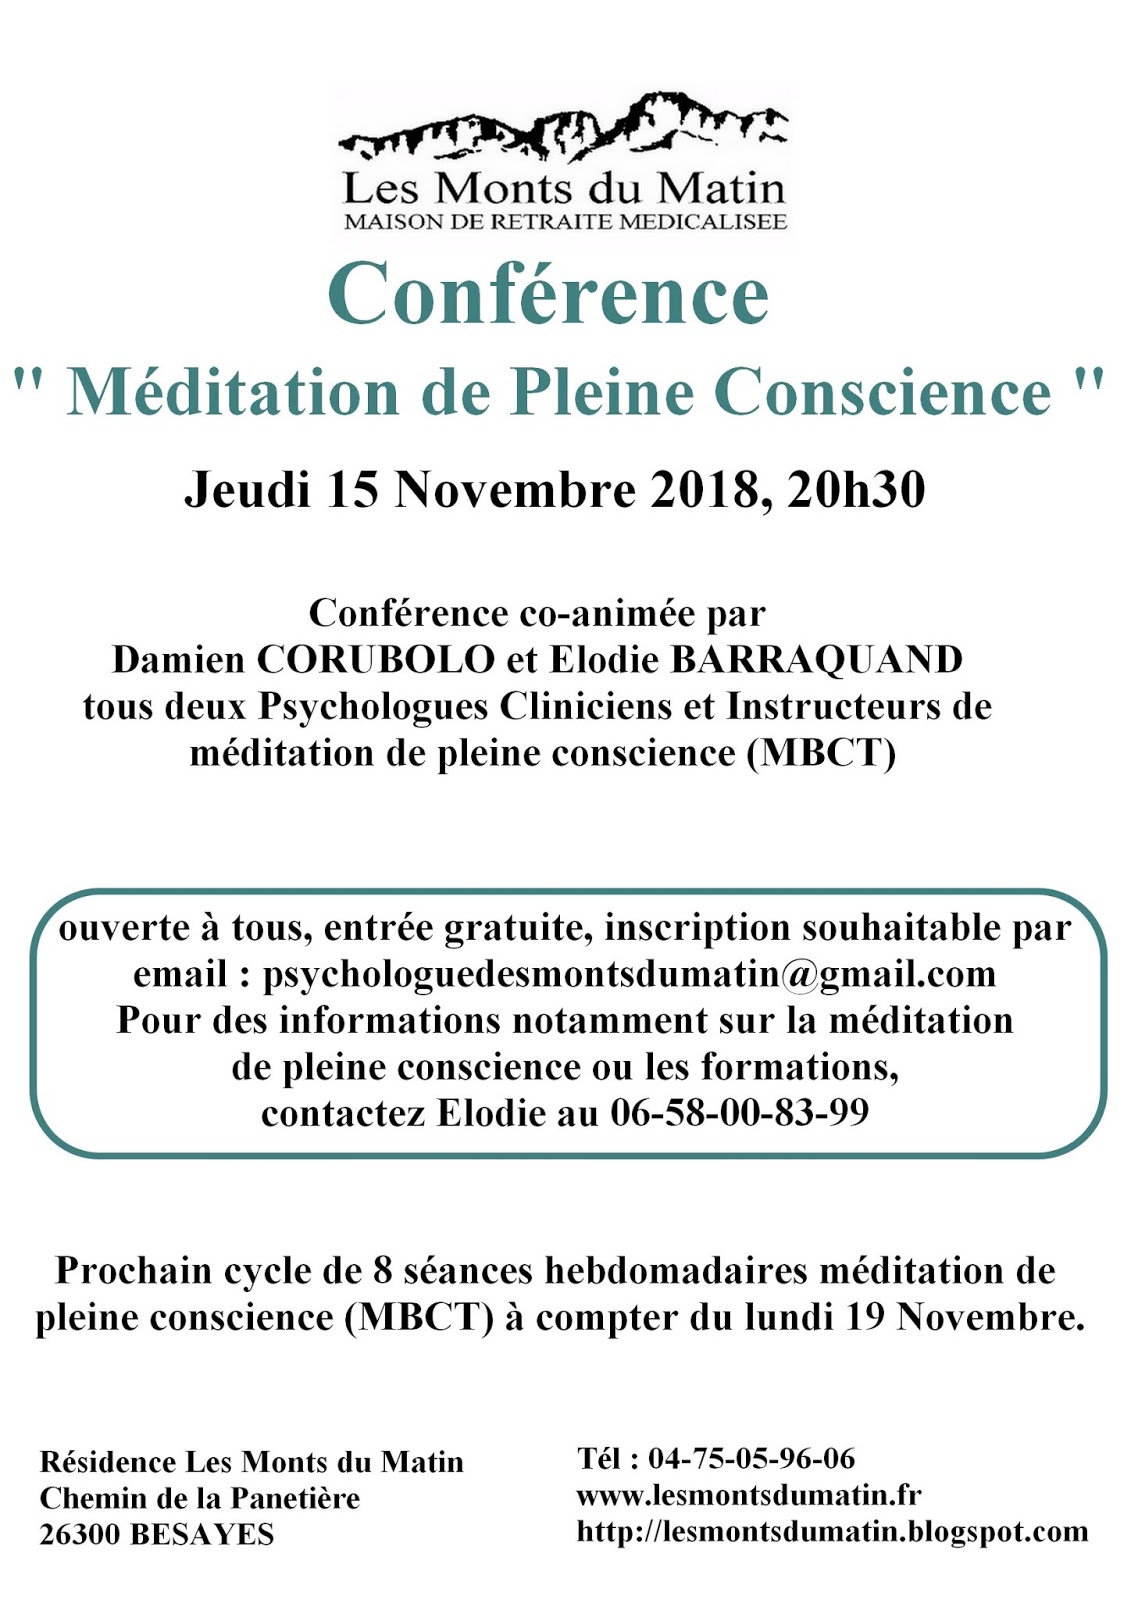 Les Monts du Matin
MAISON DE RETRAITE MEDICALISEE
Conférence
" Méditation de Pleine Conscience "
Jeudi 15 Novembre 2018, 20h30
Conférence co-animée par
Damien CORUBOLO et Elodie BARRAQUAND
tous deux Psychologues Cliniciens et Instructeurs de
méditation de pleine conscience (MBCT)
ouverte à tous, entrée gratuite, inscription souhaitable par
email : psychologuedesmontsdumatin@gmail.com
Pour des informations notamment sur la méditation
de pleine conscience ou les formations,
contactez Elodie au 06-58-00-83-99
Prochain cycle de 8 séances hebdomadaires méditation de
pleine conscience (MBCT) à compter du lundi 19 Novembre.
Résidence Les Monts du Matin
Chemin de la Panetière
26300 BESAYES
Tél : 04-75-05-96-06
www.lesmontsdumatin.fr
http://lesmontsdumatin.blogspot.com